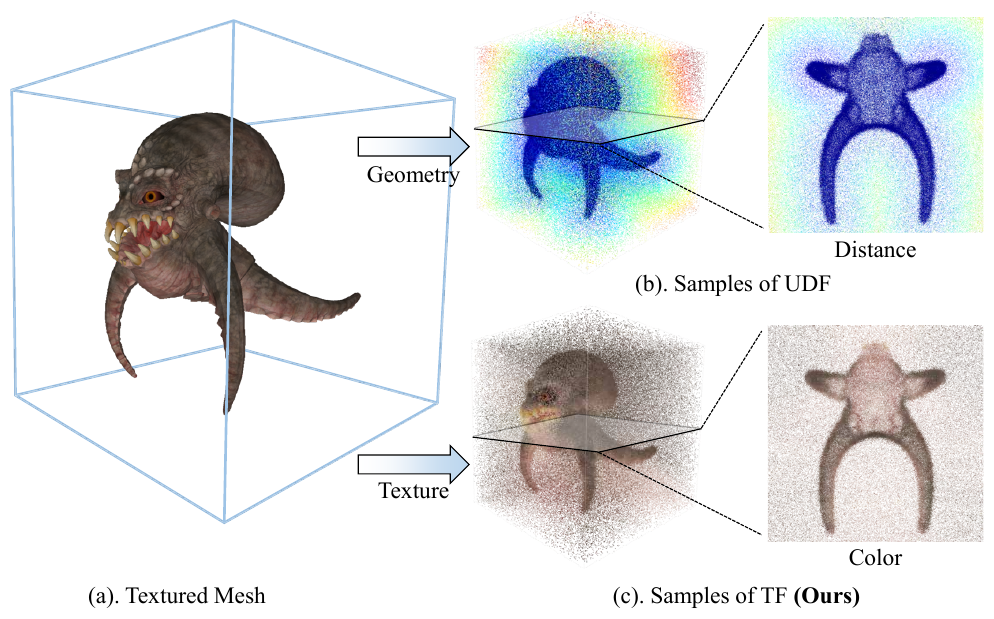 Geometry
Distance
(b). Samples of UDF
Texture
Color
(a). Textured Mesh
(c). Samples of TF (Ours)